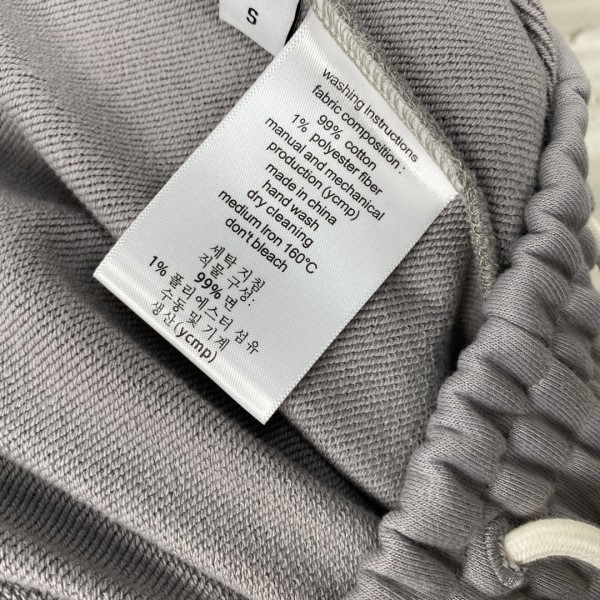 S
washing instructions
fabric composition :
99% cotton
1% polyester fiber
manual and mechanical
production (ycmp)
made in china
hand wash
dry cleaning
medium Iron 160°C
don't bleach
세탁 지침
직물 구성:
99% 면
1% 폴리 에스터 섬유
수동 및 기계
생산 (ycmp)